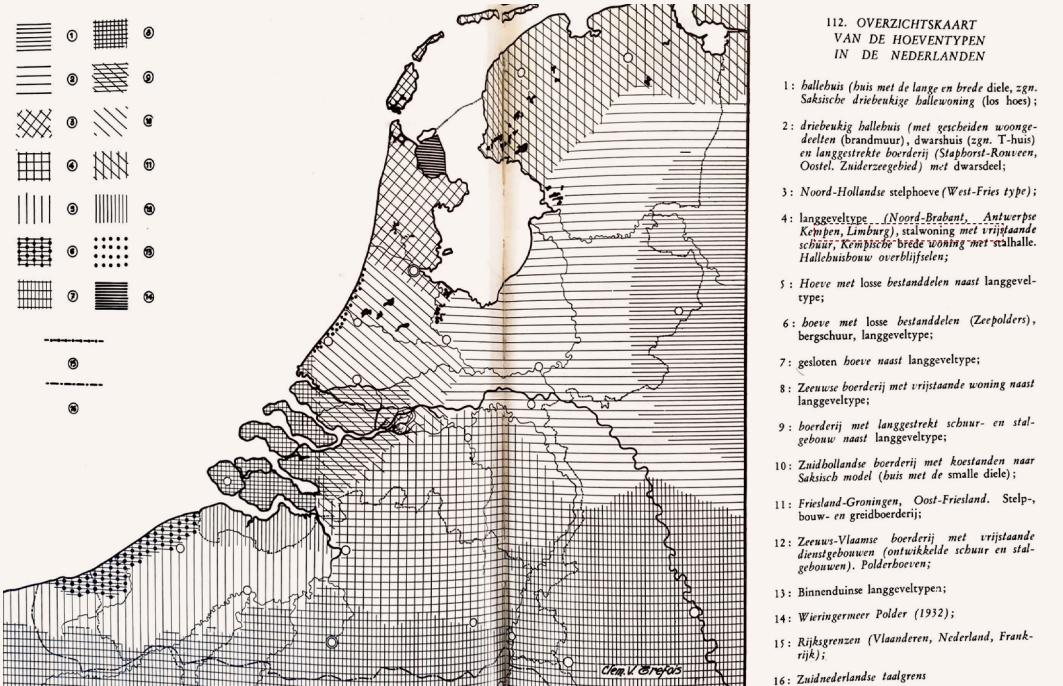 1
2
3
4
5
6
7
8
9
10
11
12
13
14
15
16
Clem. V. Trefois
112. OVERZICHTSKAART
VAN DE HOEVENTYPEN
IN DE NEDERLANDEN
1: hallehuis (huis met de lange en brede diele, zgn.
Saksische driebeukige hallewoning (los hoes);
2: driebeukig hallehuis (met gescheiden woonge-
deelten (brandmuur), dwarshuis (zgn. T-huis)
en langgestrekte boerderij (Staphorst-Rouveen,
Oostel. Zuiderzeegebied) met dwarsdeel;
3: Noord-Hollandse stelphoeve (West-Fries type);
4: langgeveltype (Noord-Brabant, Antwerpse
Kempen, Limburg), stalwoning met vrijstaande
schuur, Kempische brede woning met stalhalle.
Hallehuisbouw overblijfselen;
5: Hoeve met losse bestanddelen naast langgevel-
type;
6: hoeve met losse bestanddelen (Zeepolders),
bergschuur, langgeveltype;
7: gesloten hoeve naast langgeveltype;
8: Zeeuwse boerderij met vrijstaande woning naast
langgeveltype;
9: boerderij met langgestrekt schuur- en stal-
gebouw naast langgeveltype;
10: Zuidhollandse boerderij met koestanden naar
Saksisch model (huis met de smalle diele);
11: Friesland-Groningen, Oost-Friesland. Stelp-,
bouw- en greidboerderij;
12: Zeeuws-Vlaamse boerderij met vrijstaande
dienstgebouwen (ontwikkelde schuur en stal-
gebouwen). Polderhoeven;
13: Binnenduinse langgeveltypen;
14: Wieringermeer Polder (1932);
15: Rijksgrenzen (Vlaanderen, Nederland, Frank-
rijk);
16: Zuidnederlandse taalgrens